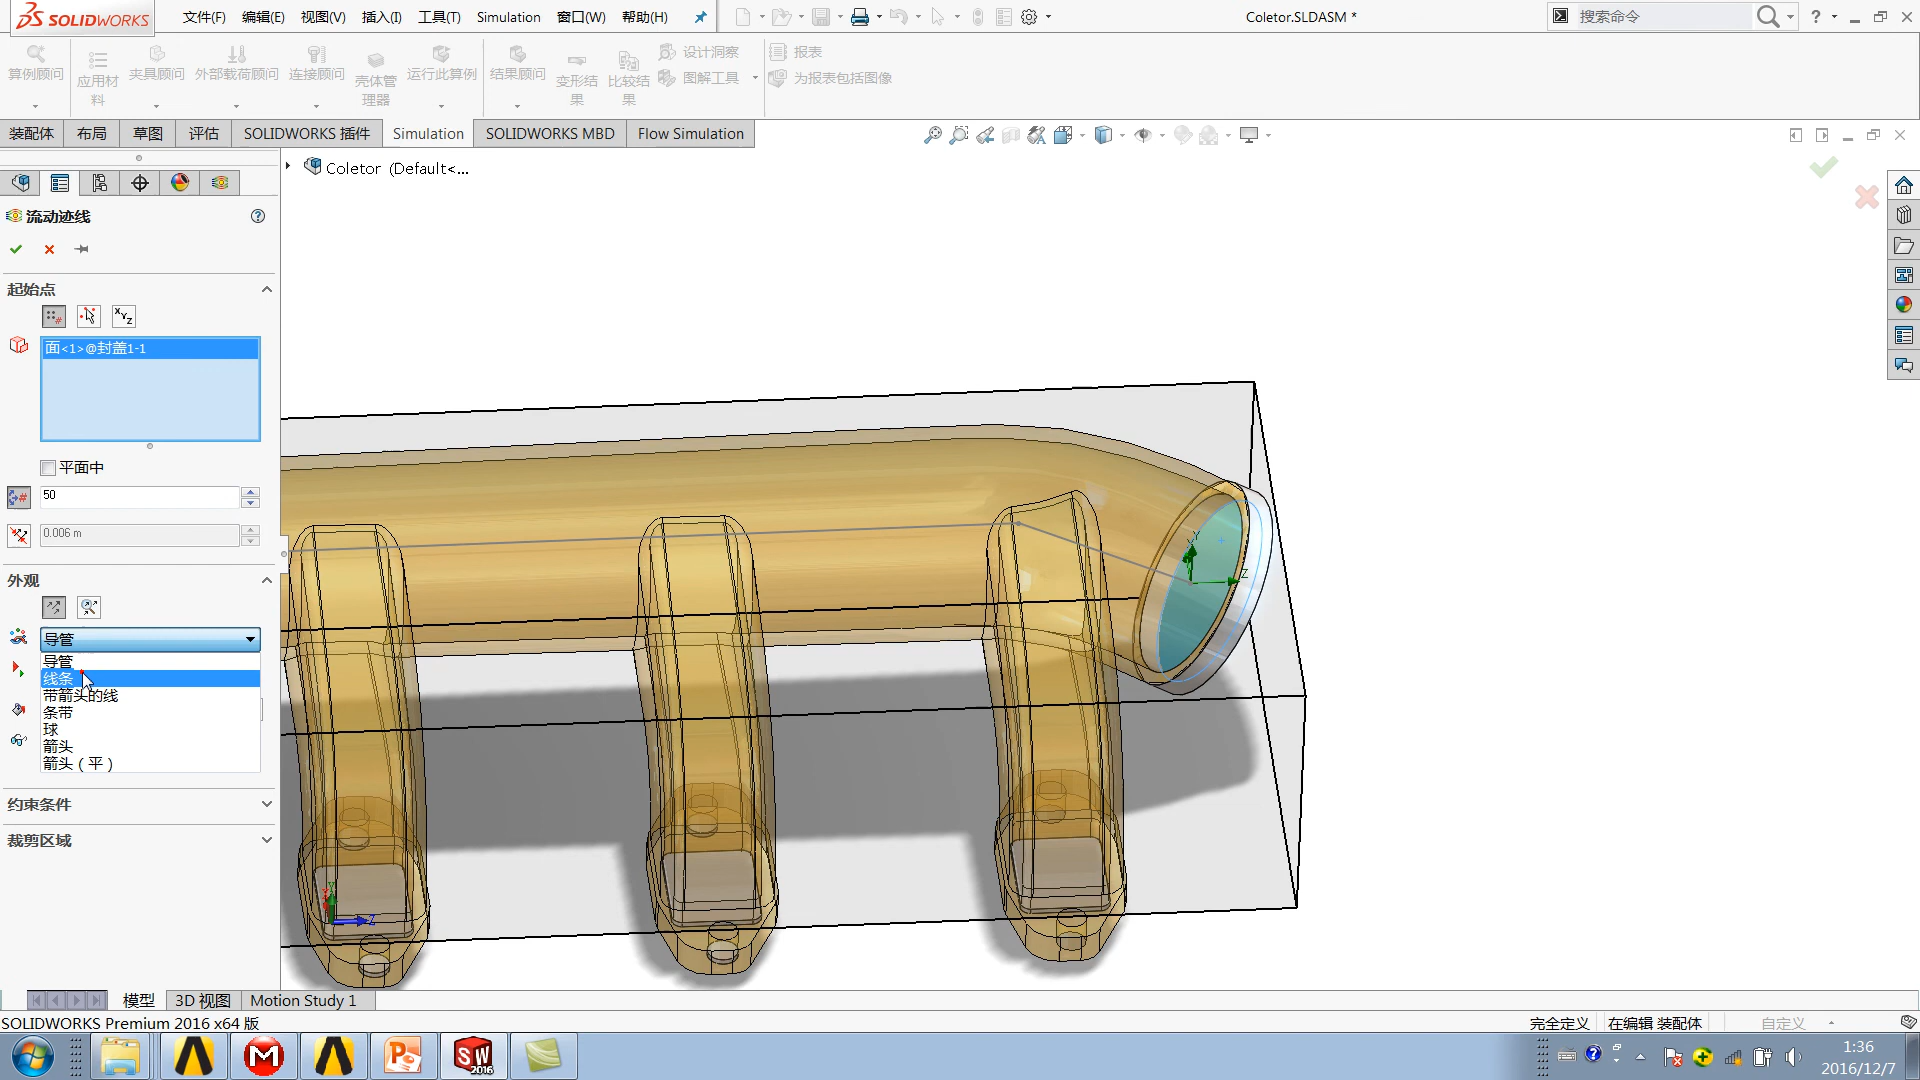 SOLIDWORKS 文件(F) 编辑(E) 视图(V) 插入(I) 工具(T) Simulation 窗口(W) 帮助(H) Coletor.SLDASM * 搜索命令
算例顾问 应用材料 夹具顾问 外部载荷顾问 连接顾问 壳体管理器 运行此算例 结果顾问 变形结果 比较结果 设计洞察 图解工具 报表 为报表包括图像
装配体 布局 草图 评估 SOLIDWORKS 插件 Simulation SOLIDWORKS MBD Flow Simulation
Coletor (Default<...
流动迹线
起始点
面<1>@封盖1-1
平面中
50
0.006 m
外观
导管
导管
线条
带箭头的线
条带
球
箭头
箭头（平）
约束条件
裁剪区域
Y
Z
Y
Z
模型 3D 视图 Motion Study 1
SOLIDWORKS Premium 2016 x64 版 完全定义 在编辑 装配体 自定义
SW 2016
1:36
2016/12/7